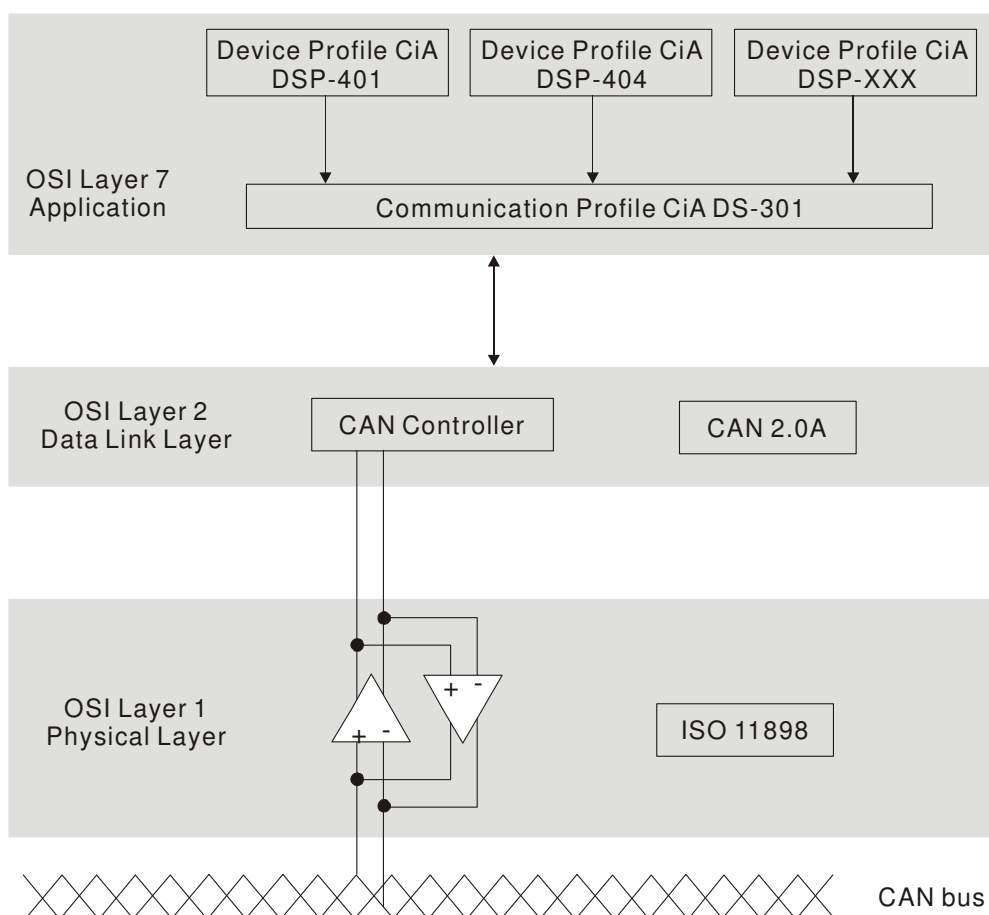 Device Profile CiA
DSP-401
Device Profile CiA
DSP-404
Device Profile CiA
DSP-XXX
OSI Layer 7
Application
Communication Profile CiA DS-301
OSI Layer 2
Data Link Layer
CAN Controller
CAN 2.0A
+ -
OSI Layer 1
Physical Layer
+ -
ISO 11898
CAN bus